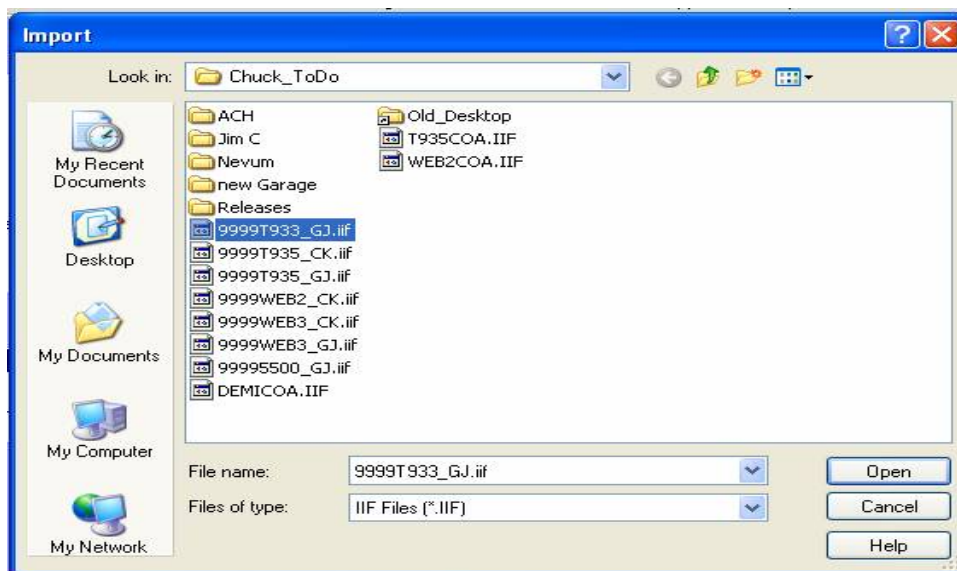 Import
Look in: Chuck_ToDo
My Recent Documents
Desktop
My Documents
My Computer
My Network
ACH
Jim C
Nevum
new Garage
Releases
9999T933_GJ.iif
9999T935_CK.iif
9999T935_GJ.iif
9999WEB2_CK.iif
9999WEB3_CK.iif
9999WEB3_GJ.iif
99995500_GJ.iif
DEMICOA.IIF
Old_Desktop
T935COA.IIF
WEB2COA.IIF
File name: 9999T933_GJ.iif Open
Files of type: IIF Files (*.IIF) Cancel
Help